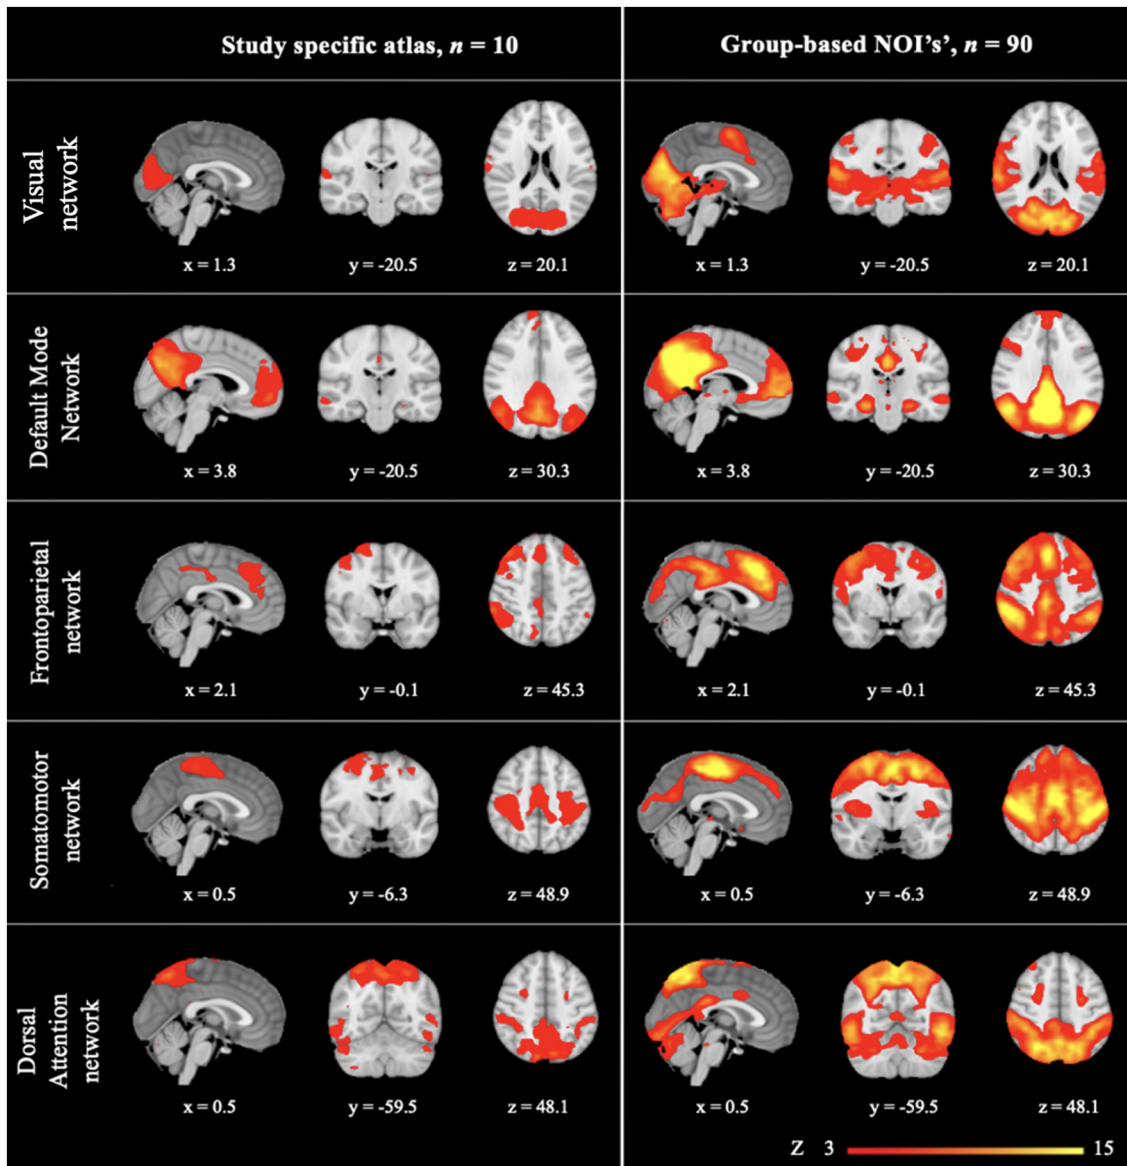 Study specific atlas, n = 10
Group-based NOI's', n = 90
Visual
network
x = 1.3 y = -20.5 z = 20.1 x = 1.3 y = -20.5 z = 20.1
Default Mode
Network
x = 3.8 y = -20.5 z = 30.3 x = 3.8 y = -20.5 z = 30.3
Frontoparietal
network
x = 2.1 y = -0.1 z = 45.3 x = 2.1 y = -0.1 z = 45.3
Somatomotor
network
x = 0.5 y = -6.3 z = 48.9 x = 0.5 y = -6.3 z = 48.9
Dorsal
Attention
network
x = 0.5 y = -59.5 z = 48.1 x = 0.5 y = -59.5 z = 48.1
Z 3 15